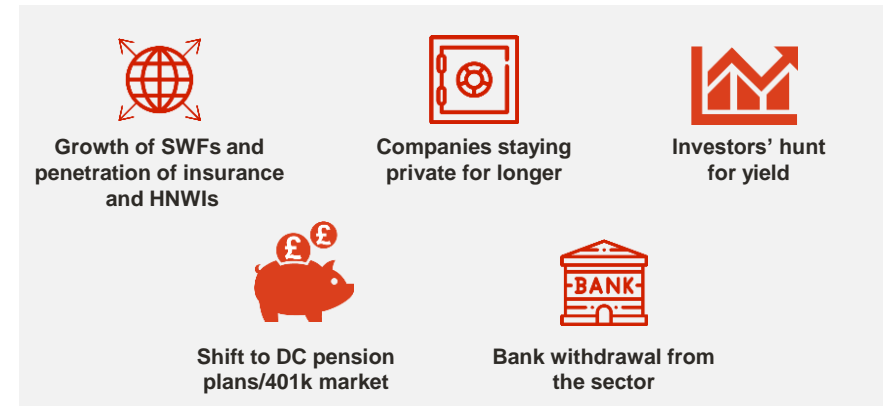 Growth of SWFs and
penetration of insurance
and HNWIs
Companies staying
private for longer
Investors’ hunt
for yield
£ £
Shift to DC pension
plans/401k market
BANK
Bank withdrawal from
the sector